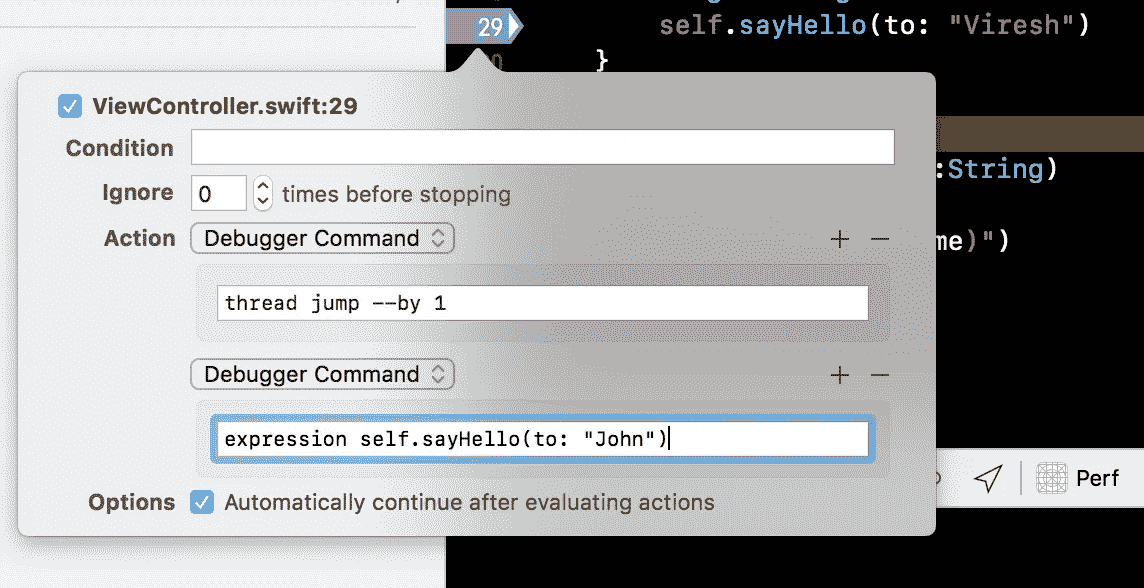 29 self.sayHello(to: "Viresh")
}
ViewController.swift:29
Condition
Ignore 0 times before stopping
:String)
Action Debugger Command + −
me)")
thread jump --by 1
Debugger Command + −
expression self.sayHello(to: "John")
Perf
Options Automatically continue after evaluating actions